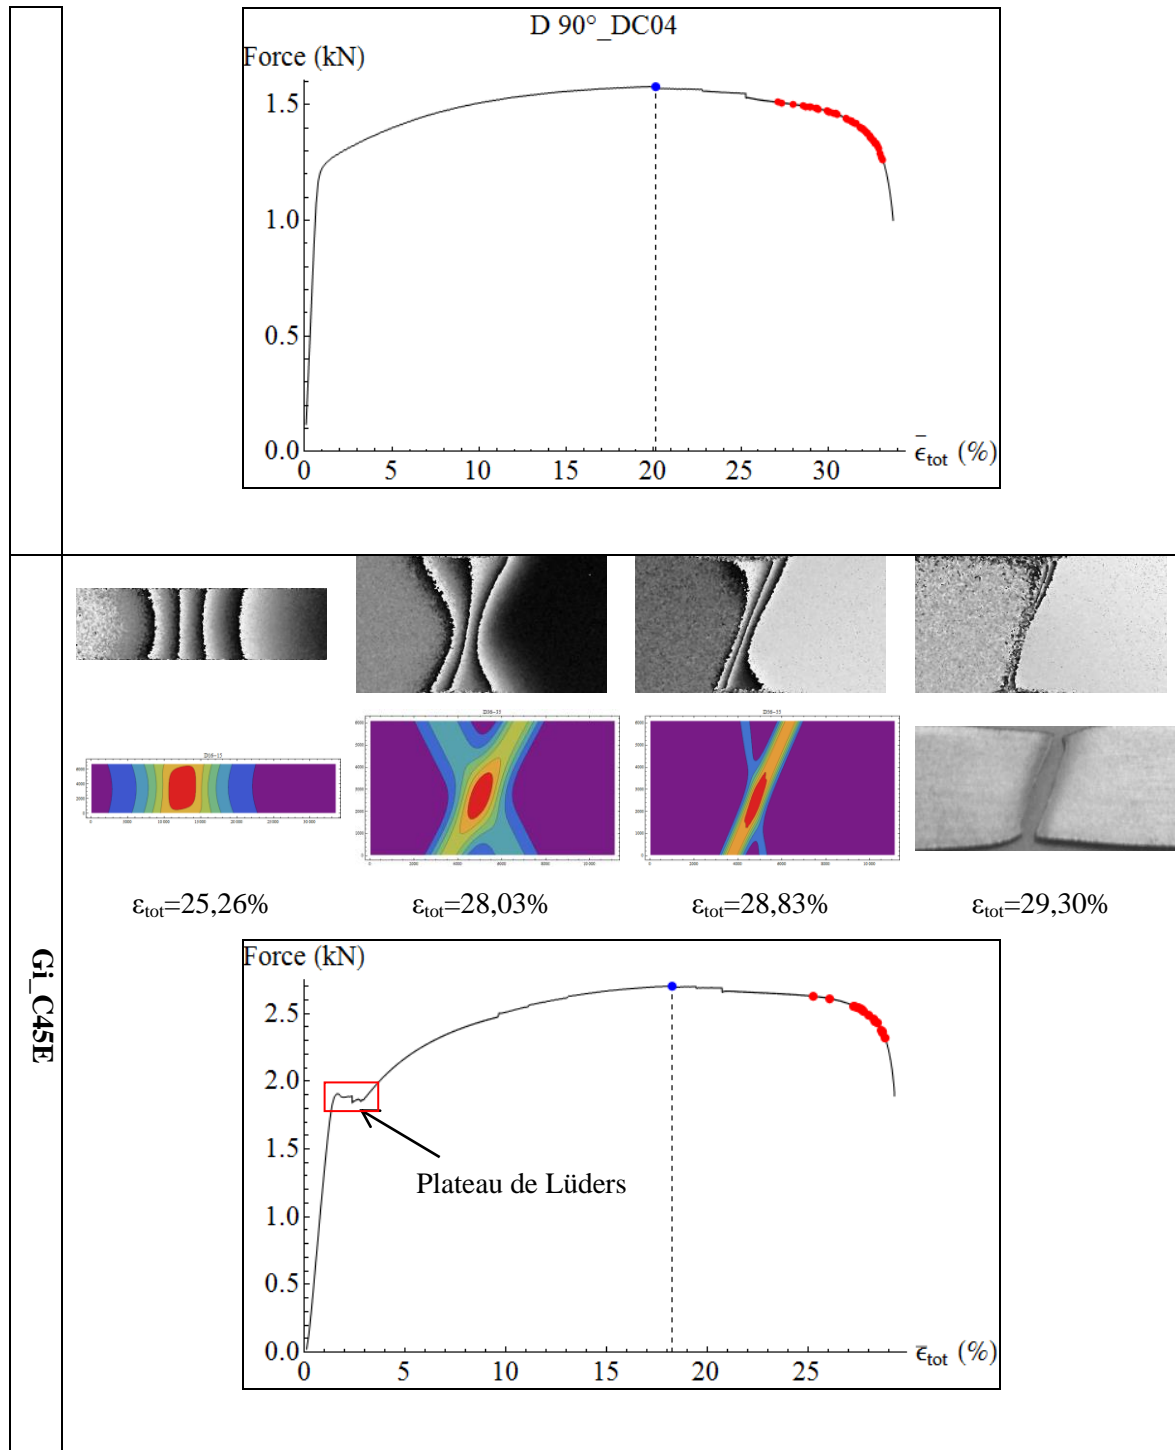 D 90°_DC04
Force (kN)
1.5
1.0
0.5
0.0
0 5 10 15 20 25 30
ε̄tot (%)
Gi_C45E
εtot=25,26%
εtot=28,03%
εtot=28,83%
εtot=29,30%
Force (kN)
2.5
2.0
1.5
1.0
0.5
0.0
Plateau de Lüders
0 5 10 15 20 25
ε̄tot (%)